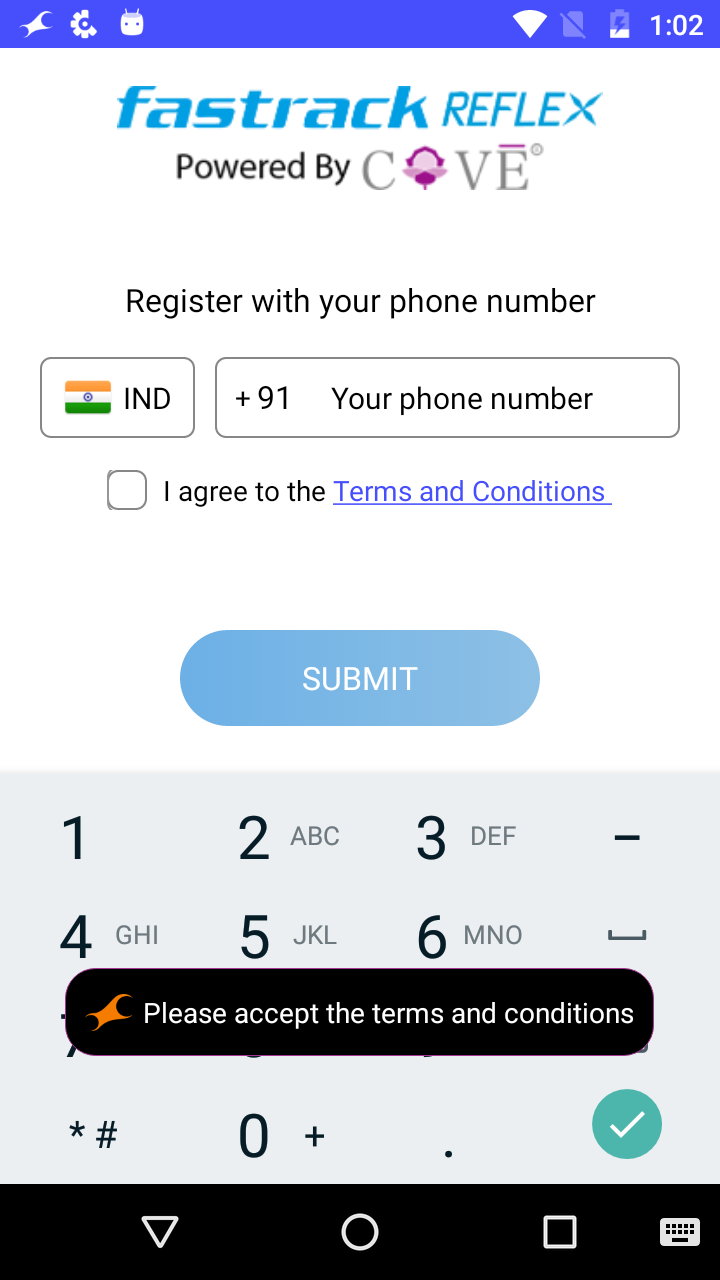 1:02
fastrack REFLEX
Powered By COVĒ®
Register with your phone number
IND +91 Your phone number
I agree to the Terms and Conditions
SUBMIT
1 2 ABC 3 DEF –
4 GHI 5 JKL 6 MNO
Please accept the terms and conditions
* # 0 + .